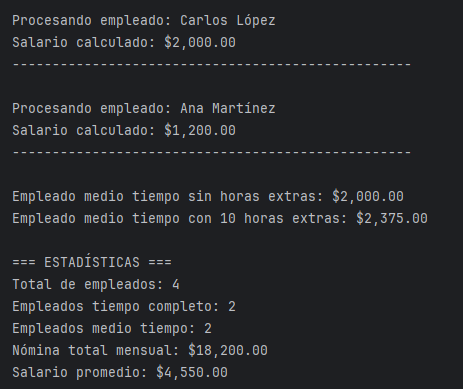 Procesando empleado: Carlos López
Salario calculado: $2,000.00
--------------------------------------------------
Procesando empleado: Ana Martínez
Salario calculado: $1,200.00
--------------------------------------------------
Empleado medio tiempo sin horas extras: $2,000.00
Empleado medio tiempo con 10 horas extras: $2,375.00
=== ESTADÍSTICAS ===
Total de empleados: 4
Empleados tiempo completo: 2
Empleados medio tiempo: 2
Nómina total mensual: $18,200.00
Salario promedio: $4,550.00